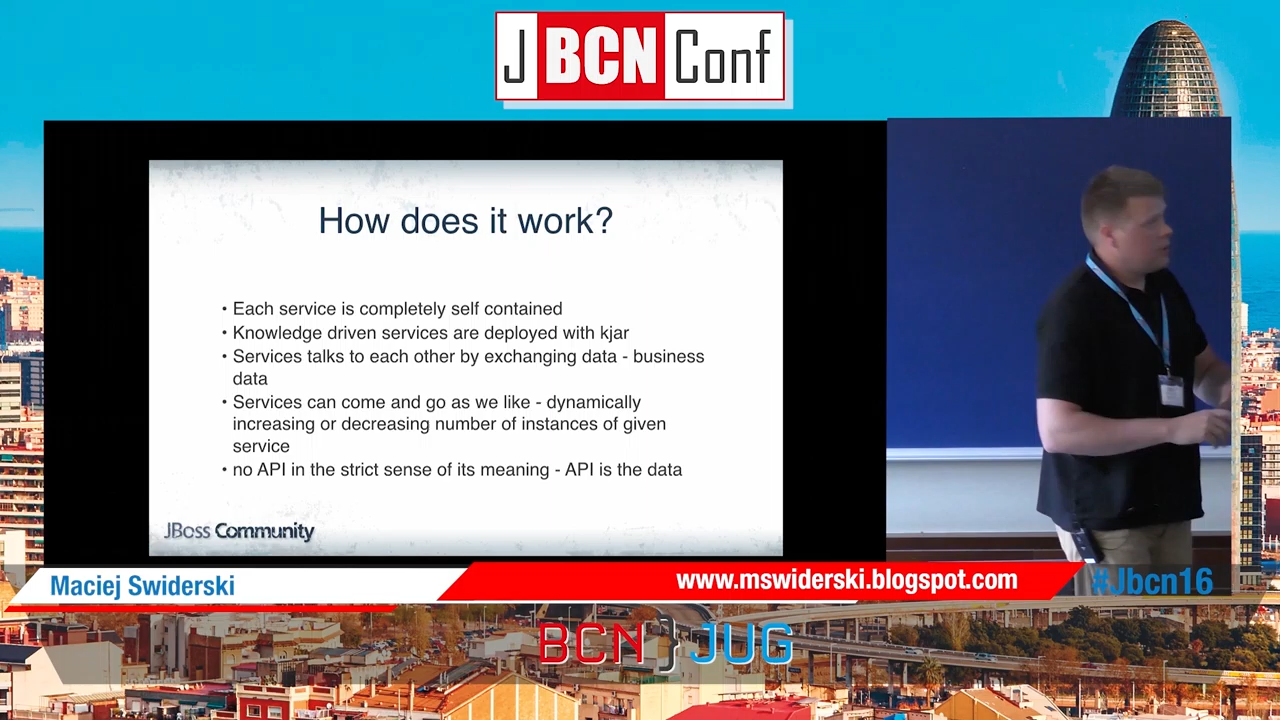 J BCN Conf
How does it work?
• Each service is completely self contained
• Knowledge driven services are deployed with kjar
• Services talks to each other by exchanging data - business
data
• Services can come and go as we like - dynamically
increasing or decreasing number of instances of given
service
• no API in the strict sense of its meaning - API is the data
JBoss Community
Maciej Swiderski
www.mswiderski.blogspot.com
#Jbcn16
BCN JUG